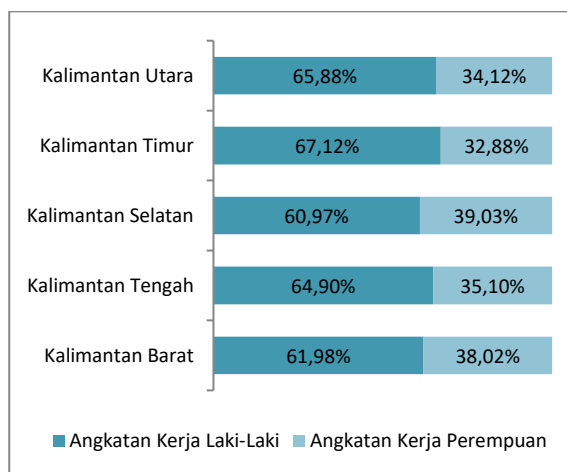 Kalimantan Utara 65,88% 34,12%
Kalimantan Timur 67,12% 32,88%
Kalimantan Selatan 60,97% 39,03%
Kalimantan Tengah 64,90% 35,10%
Kalimantan Barat 61,98% 38,02%
Angkatan Kerja Laki-Laki Angkatan Kerja Perempuan